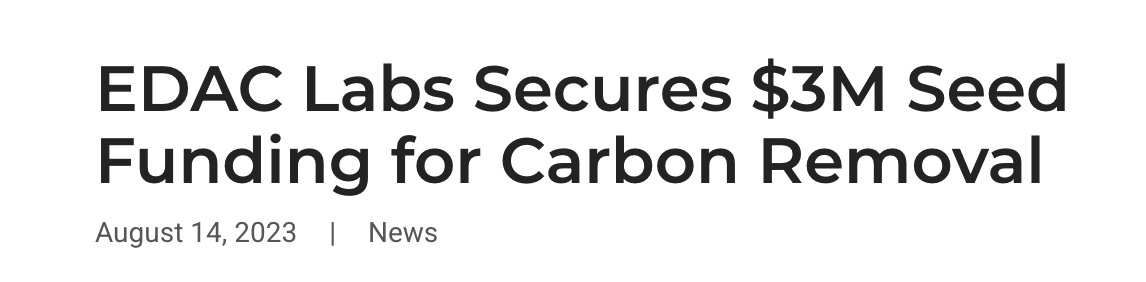 EDAC Labs Secures $3M Seed
Funding for Carbon Removal
August 14, 2023 | News